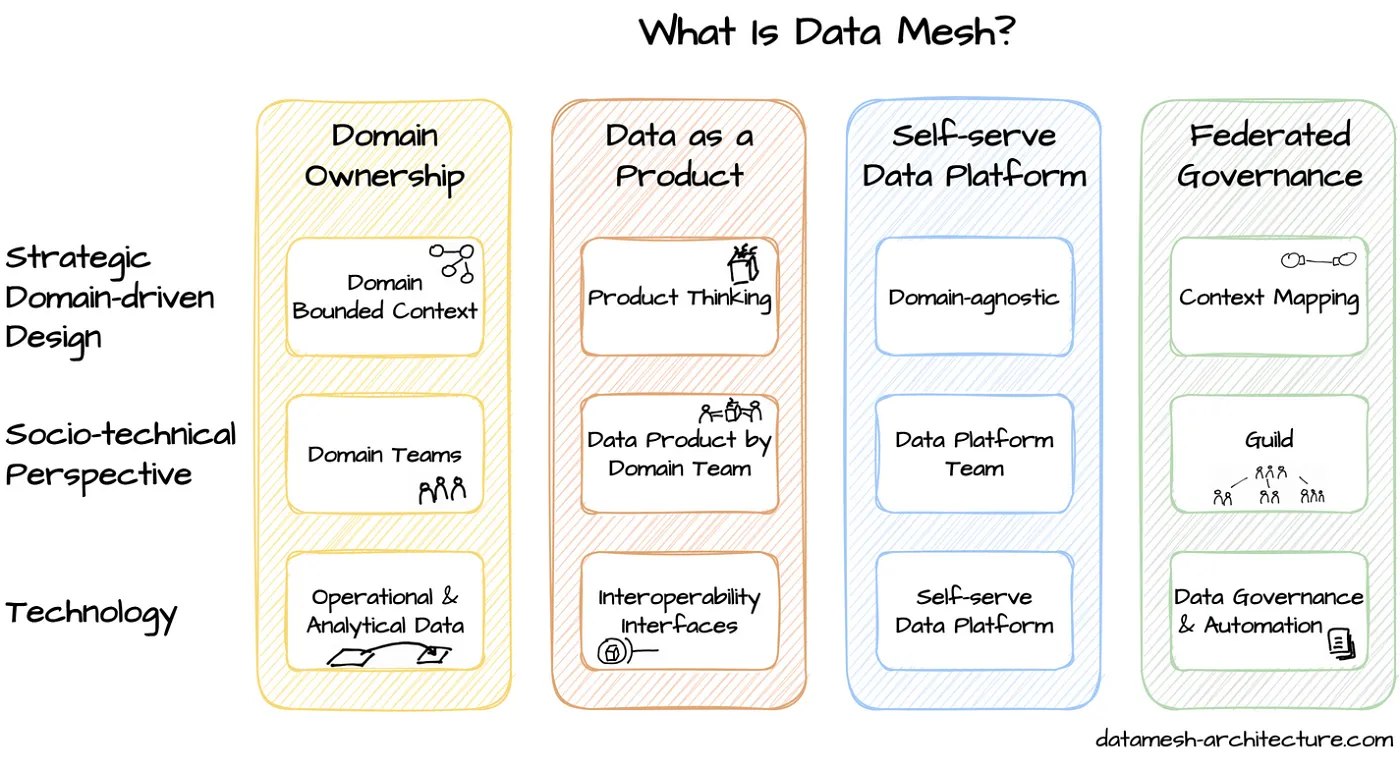 What Is Data Mesh?
Domain
Ownership
Data as a
Product
Self-serve
Data Platform
Federated
Governance
Strategic
Domain-driven
Design
Domain
Bounded Context
Product Thinking
Domain-agnostic
Context Mapping
Socio-technical
Perspective
Domain Teams
Data Product by
Domain Team
Data Platform
Team
Guild
Technology
Operational &
Analytical Data
Interoperability
Interfaces
Self-serve
Data Platform
Data Governance
& Automation
datamesh-architecture.com